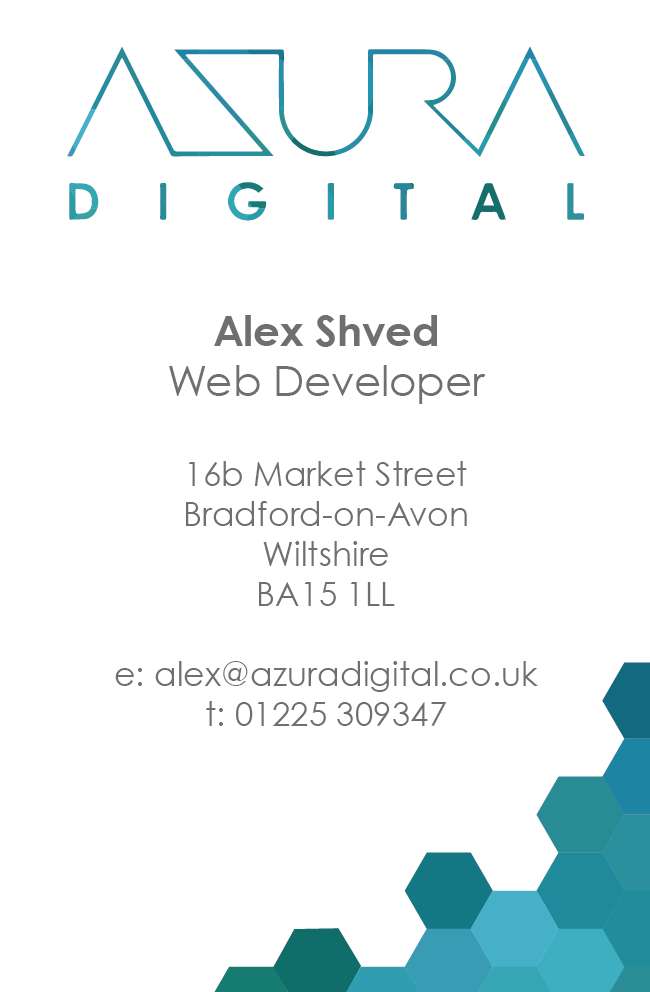 AZURA
DIGITAL
Alex Shved
Web Developer
16b Market Street
Bradford-on-Avon
Wiltshire
BA15 1LL
e: alex@azuradigital.co.uk
t: 01225 309347